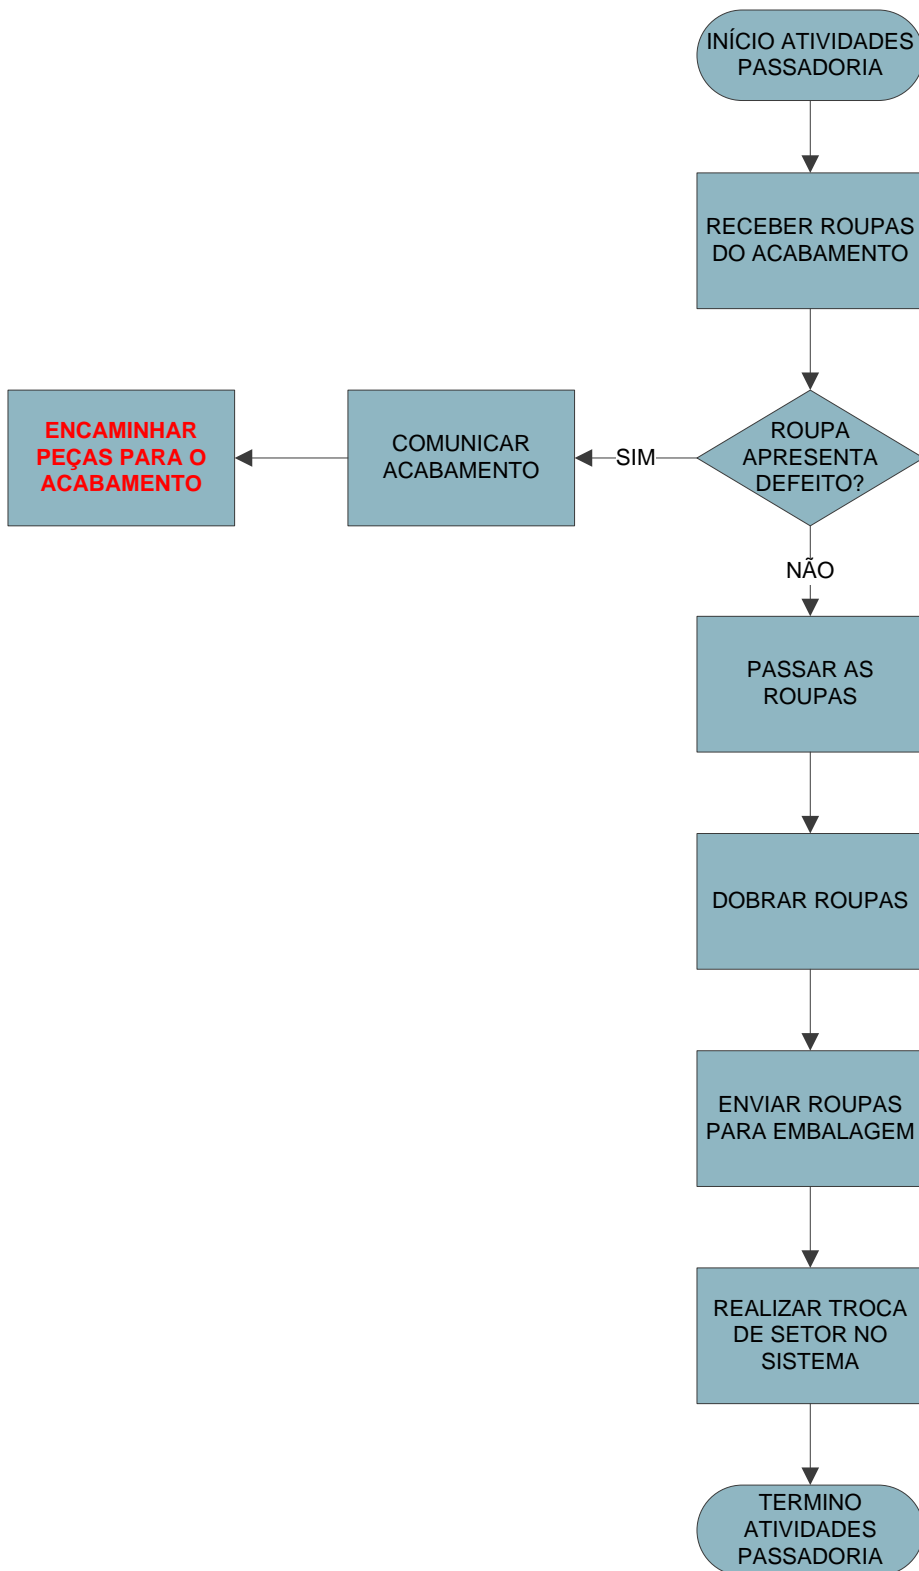 INÍCIO ATIVIDADES
PASSADORIA
RECEBER ROUPAS
DO ACABAMENTO
ROUPA
APRESENTA
DEFEITO?
SIM
COMUNICAR
ACABAMENTO
ENCAMINHAR
PEÇAS PARA O
ACABAMENTO
NÃO
PASSAR AS
ROUPAS
DOBRAR ROUPAS
ENVIAR ROUPAS
PARA EMBALAGEM
REALIZAR TROCA
DE SETOR NO
SISTEMA
TERMINO
ATIVIDADES
PASSADORIA